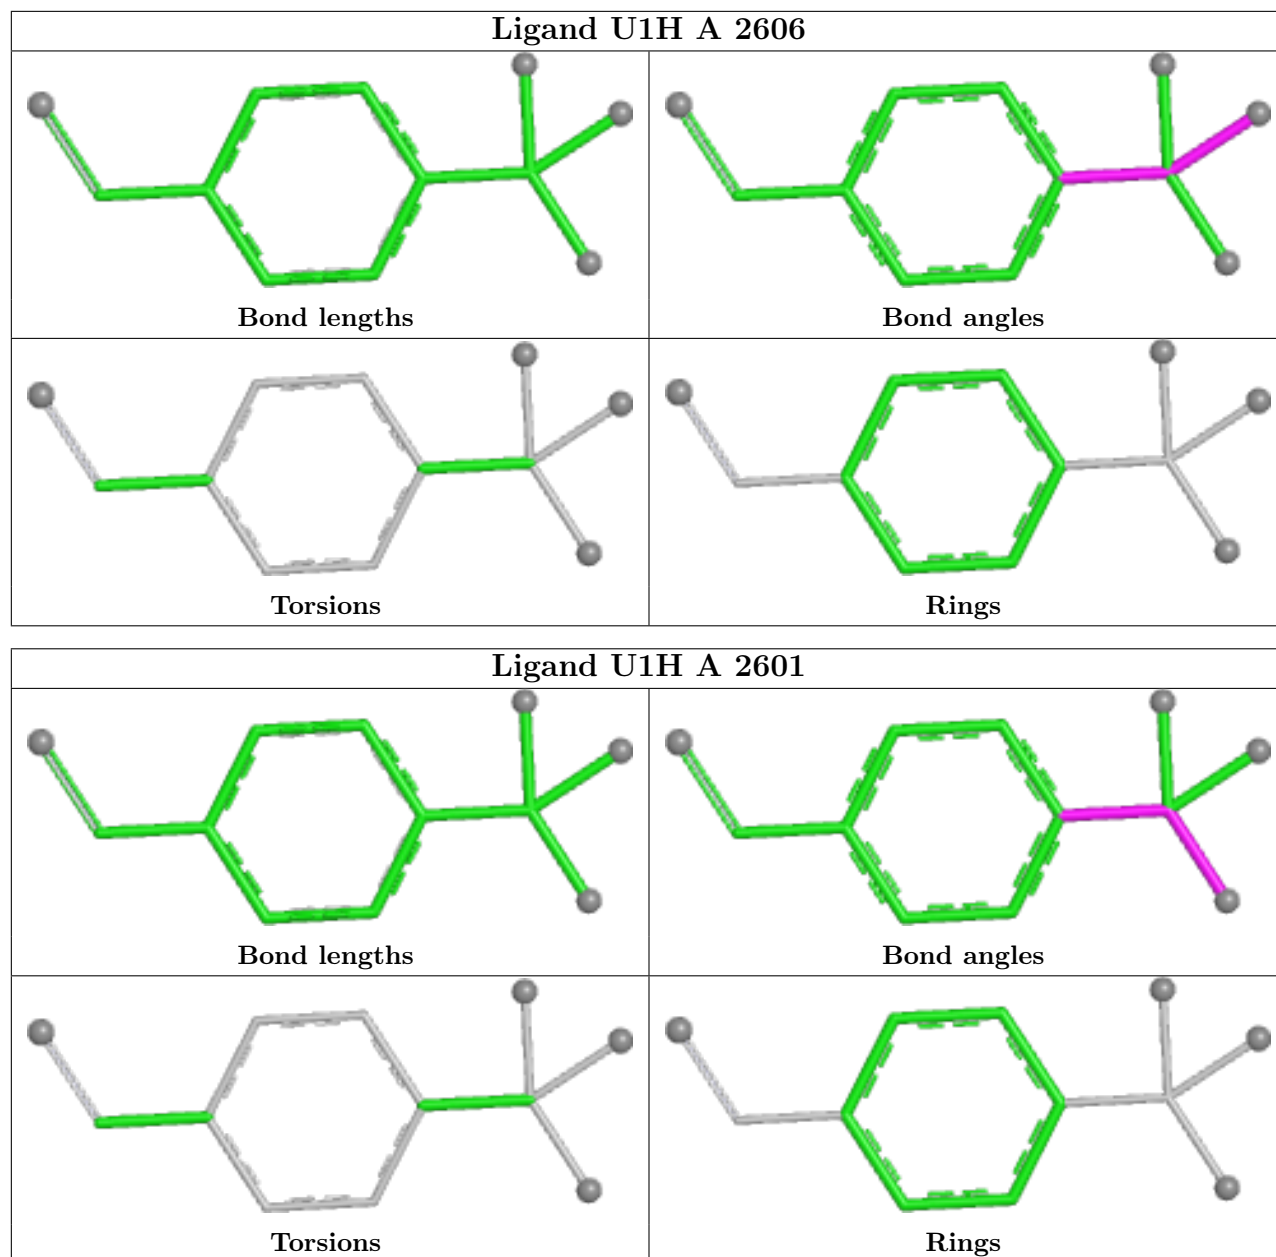 Ligand U1H A 2606
Bond lengths
Bond angles
Torsions
Rings
Ligand U1H A 2601
Bond lengths
Bond angles
Torsions
Rings